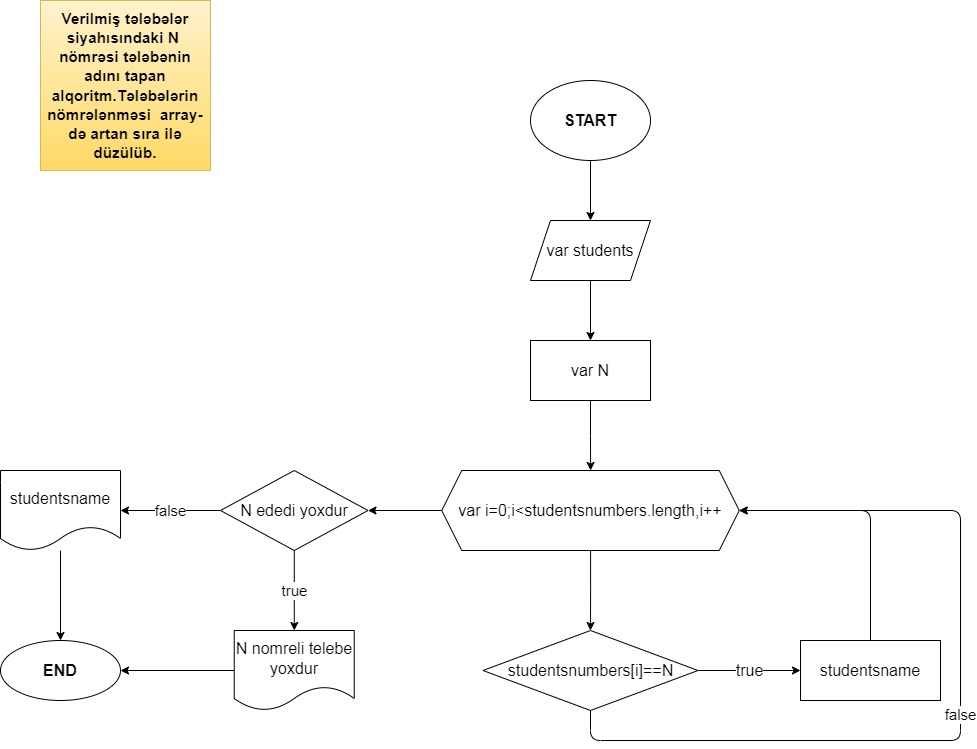 Verilmiş tələbələr
siyahısındaki N
nömrəsi tələbənin
adını tapan
alqoritm.Tələbələrin
nömrələnməsi array-
də artan sıra ilə
düzülüb.
START
var students
var N
var i=0;i<studentsnumbers.length,i++
N ededi yoxdur
false
studentsname
true
N nomreli telebe
yoxdur
END
studentsnumbers[i]==N
true
studentsname
false